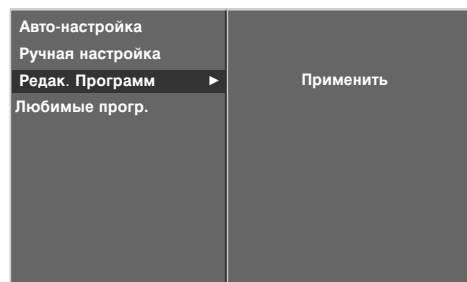 Авто-настройка
Ручная настройка
Редак. Программ ►
Применить
Любимые прогр.